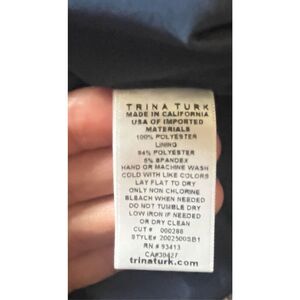 TRINA TURK
MADE IN CALIFORNIA
USA OF IMPORTED
MATERIALS
100% POLYESTER
LINING
94% POLYESTER
6% SPANDEX
HAND OR MACHINE WASH
COLD WITH LIKE COLORS
LAY FLAT TO DRY
ONLY NON CHLORINE
BLEACH WHEN NEEDED
DO NOT TUMBLE DRY
LOW IRON IF NEEDED
OR DRY CLEAN
CUT # 000286
STYLE# 2002500SB1
RN # 93413
CA#30427
trinaturk.com